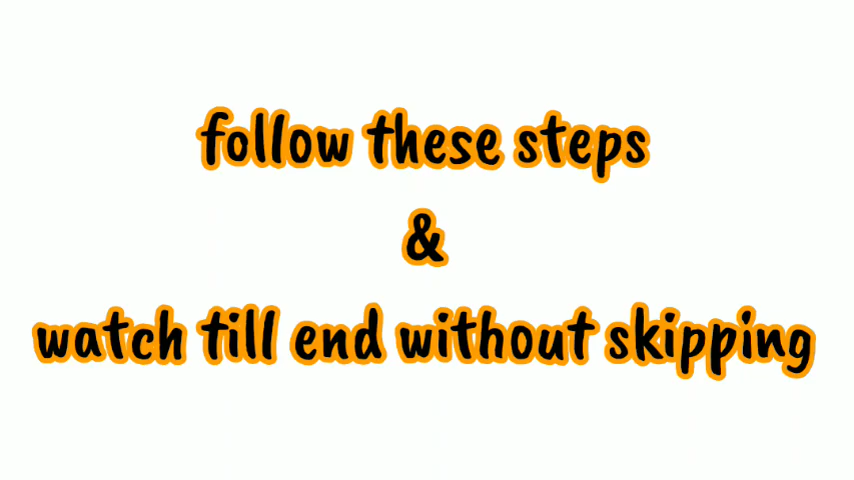 follow these steps
&
watch till end without skipping